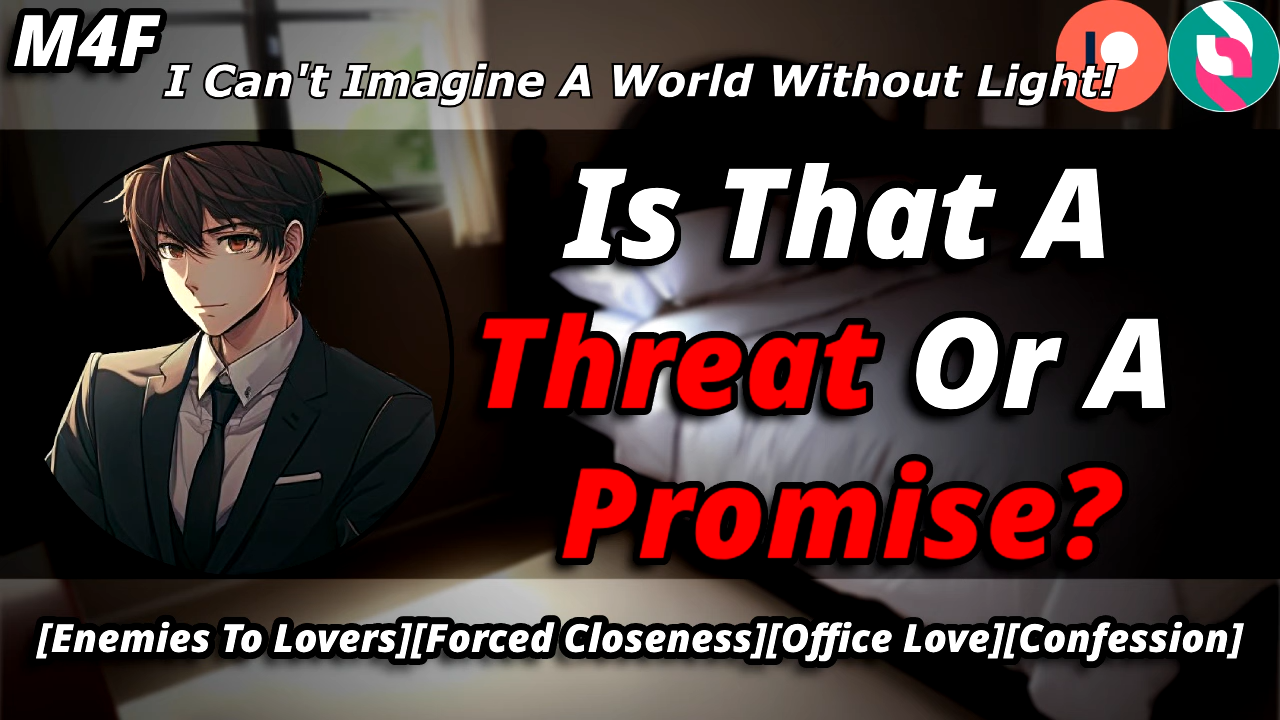 M4F
I Can't Imagine A World Without Light!
Is That A
Threat Or A
Promise?
[Enemies To Lovers][Forced Closeness][Office Love][Confession]